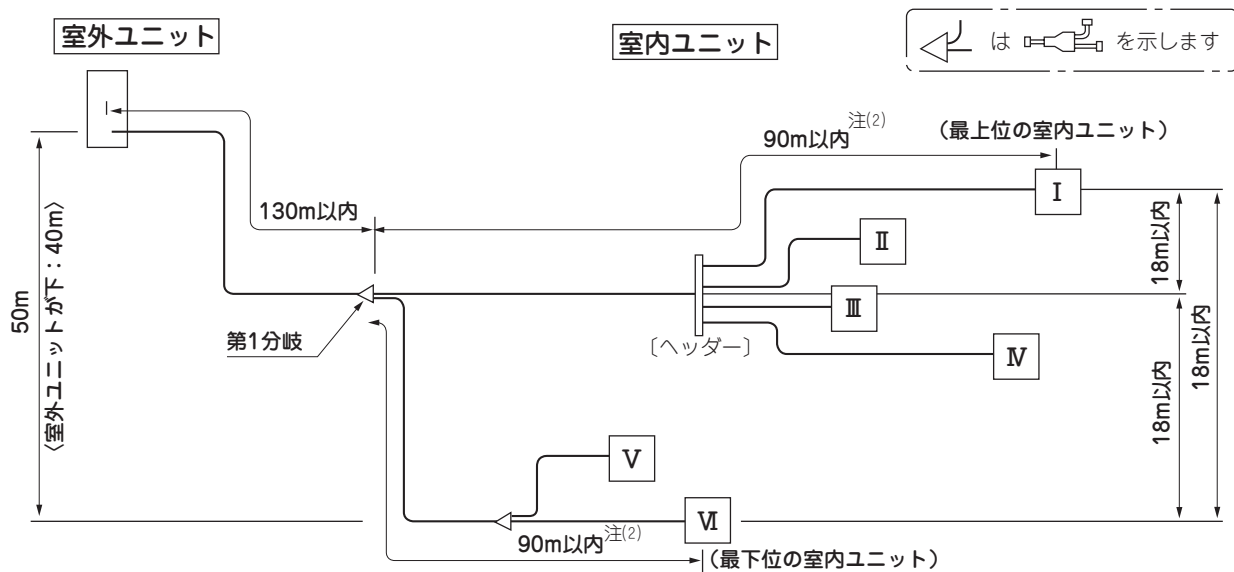 室外ユニット
室内ユニット
は を示します
90m以内注(2)
(最上位の室内ユニット)
130m以内
Ⅰ
Ⅱ
Ⅲ
Ⅳ
18m以内
18m以内
18m以内
第1分岐
〔ヘッダー〕
50m
〈室外ユニットが下:40m〉
Ⅴ
Ⅵ
90m以内注(2)
(最下位の室内ユニット)